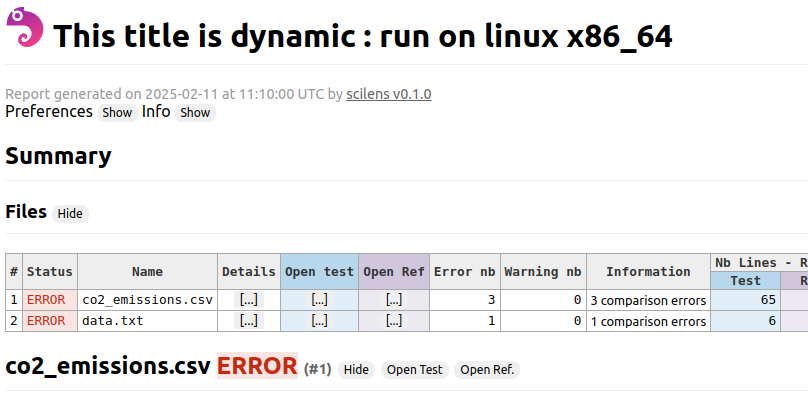 This title is dynamic : run on linux x86_64
Report generated on 2025-02-11 at 11:10:00 UTC by scilens v0.1.0
Preferences Show Info Show
Summary
Files Hide
# Status Name Details Open test Open Ref Error nb Warning nb Information Nb Lines - R
Test R
1 ERROR co2_emissions.csv [...] [...] [...] 3 0 3 comparison errors 65
2 ERROR data.txt [...] [...] [...] 1 0 1 comparison errors 6
co2_emissions.csv ERROR (#1) Hide Open Test Open Ref.